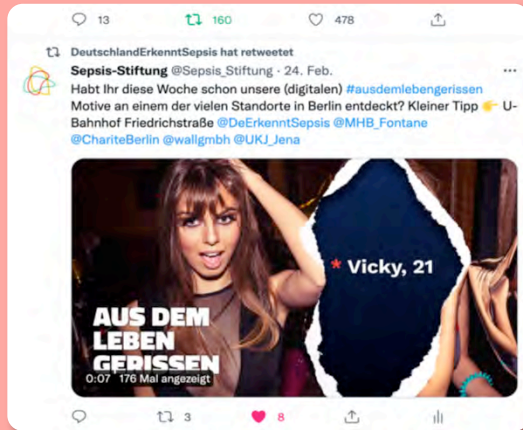 13 160 478
DeutschlandErkenntSepsis hat retweetet
Sepsis-Stiftung @Sepsis_Stiftung · 24. Feb.
Habt Ihr diese Woche schon unsere (digitalen) #ausdemlebengerissen
Motive an einem der vielen Standorte in Berlin entdeckt? Kleiner Tipp 👉 U-
Bahnhof Friedrichstraße @DeErkenntSepsis @MHB_Fontane
@ChariteBerlin @wallgmbh @UKJ_Jena
* Vicky, 21
AUS DEM
LEBEN
GERISSEN
0:07 176 Mal angezeigt
3 8